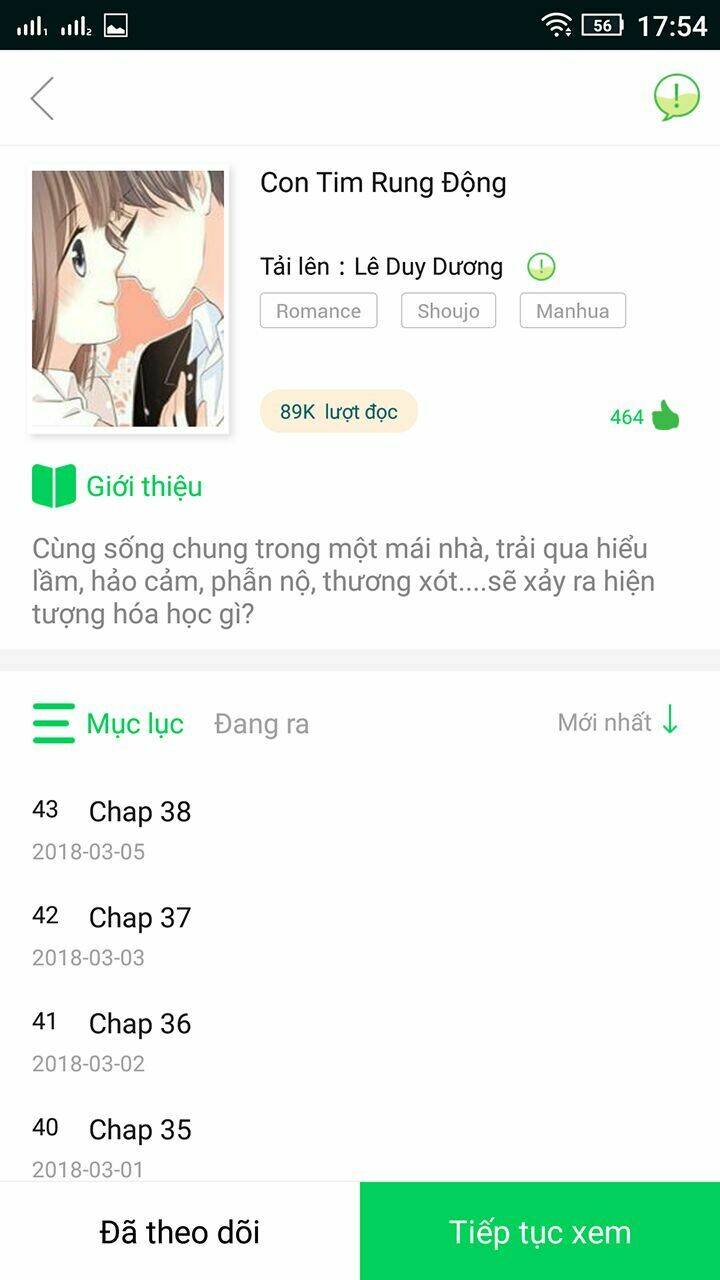 56 17:54
Con Tim Rung Động
Tải lên : Lê Duy Dương
Romance Shoujo Manhua
89K lượt đọc 464
Giới thiệu
Cùng sống chung trong một mái nhà, trải qua hiểu
lầm, hảo cảm, phẫn nộ, thương xót....sẽ xảy ra hiện
tượng hóa học gì?
Mục lục Đang ra Mới nhất
43 Chap 38
2018-03-05
42 Chap 37
2018-03-03
41 Chap 36
2018-03-02
40 Chap 35
2018-03-01
Đã theo dõi Tiếp tục xem